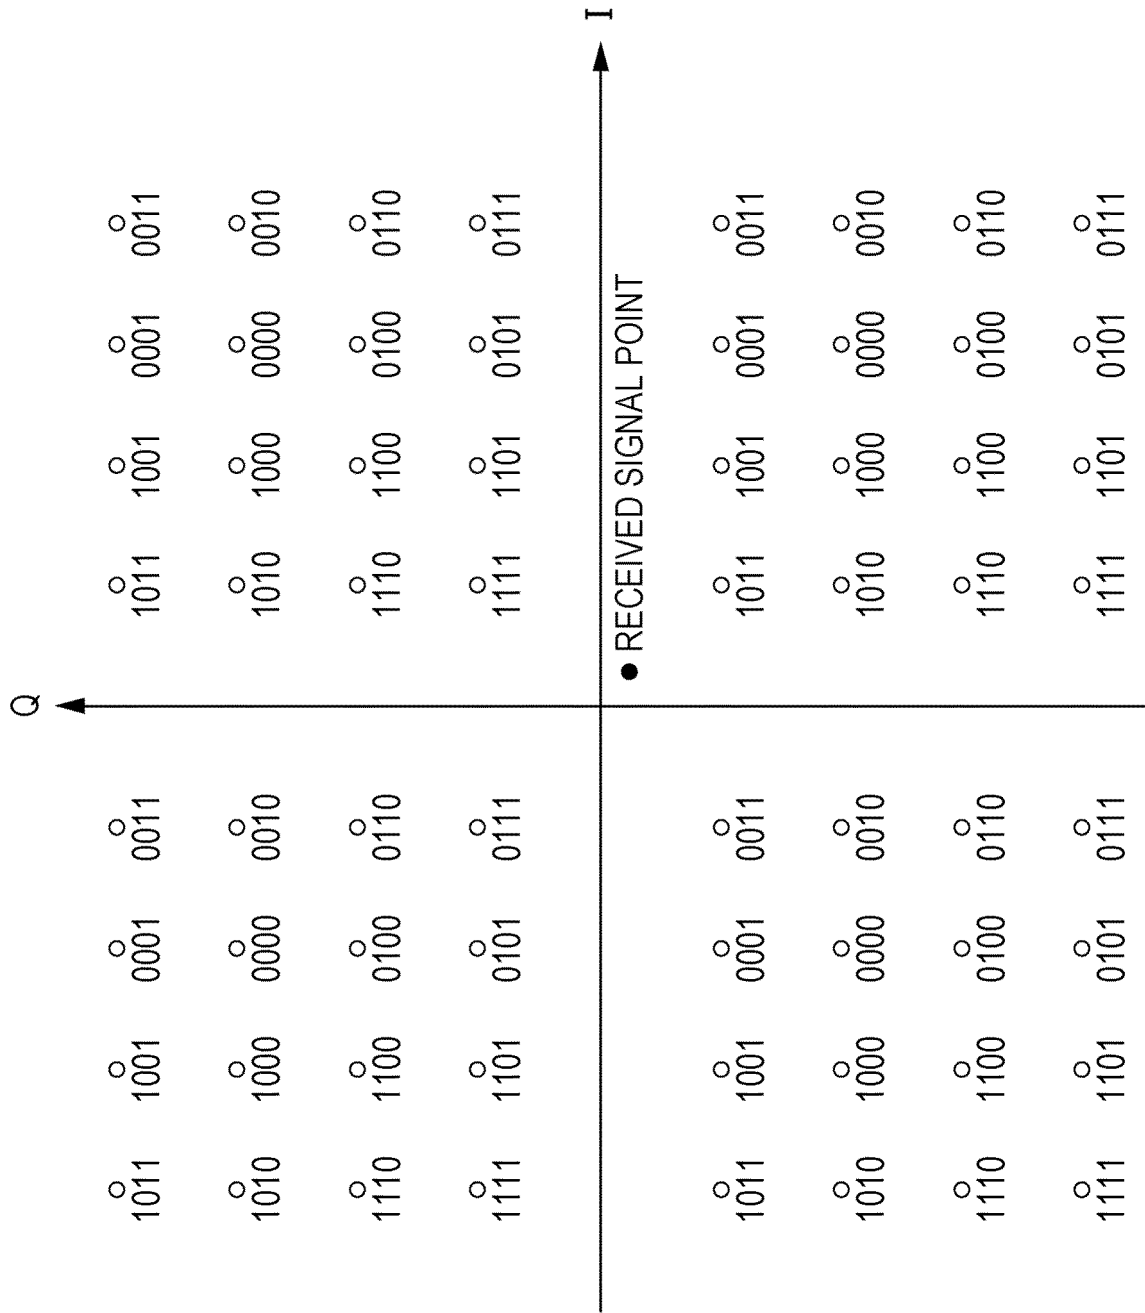 Q
1011 1001 0001 0011 1011 1001 0001 0011
1010 1000 0000 0010 1010 1000 0000 0010
1110 1100 0100 0110 1110 1100 0100 0110
1111 1101 0101 0111 1111 1101 0101 0111
I
RECEIVED SIGNAL POINT
1011 1001 0001 0011 1011 1001 0001 0011
1010 1000 0000 0010 1010 1000 0000 0010
1110 1100 0100 0110 1110 1100 0100 0110
1111 1101 0101 0111 1111 1101 0101 0111